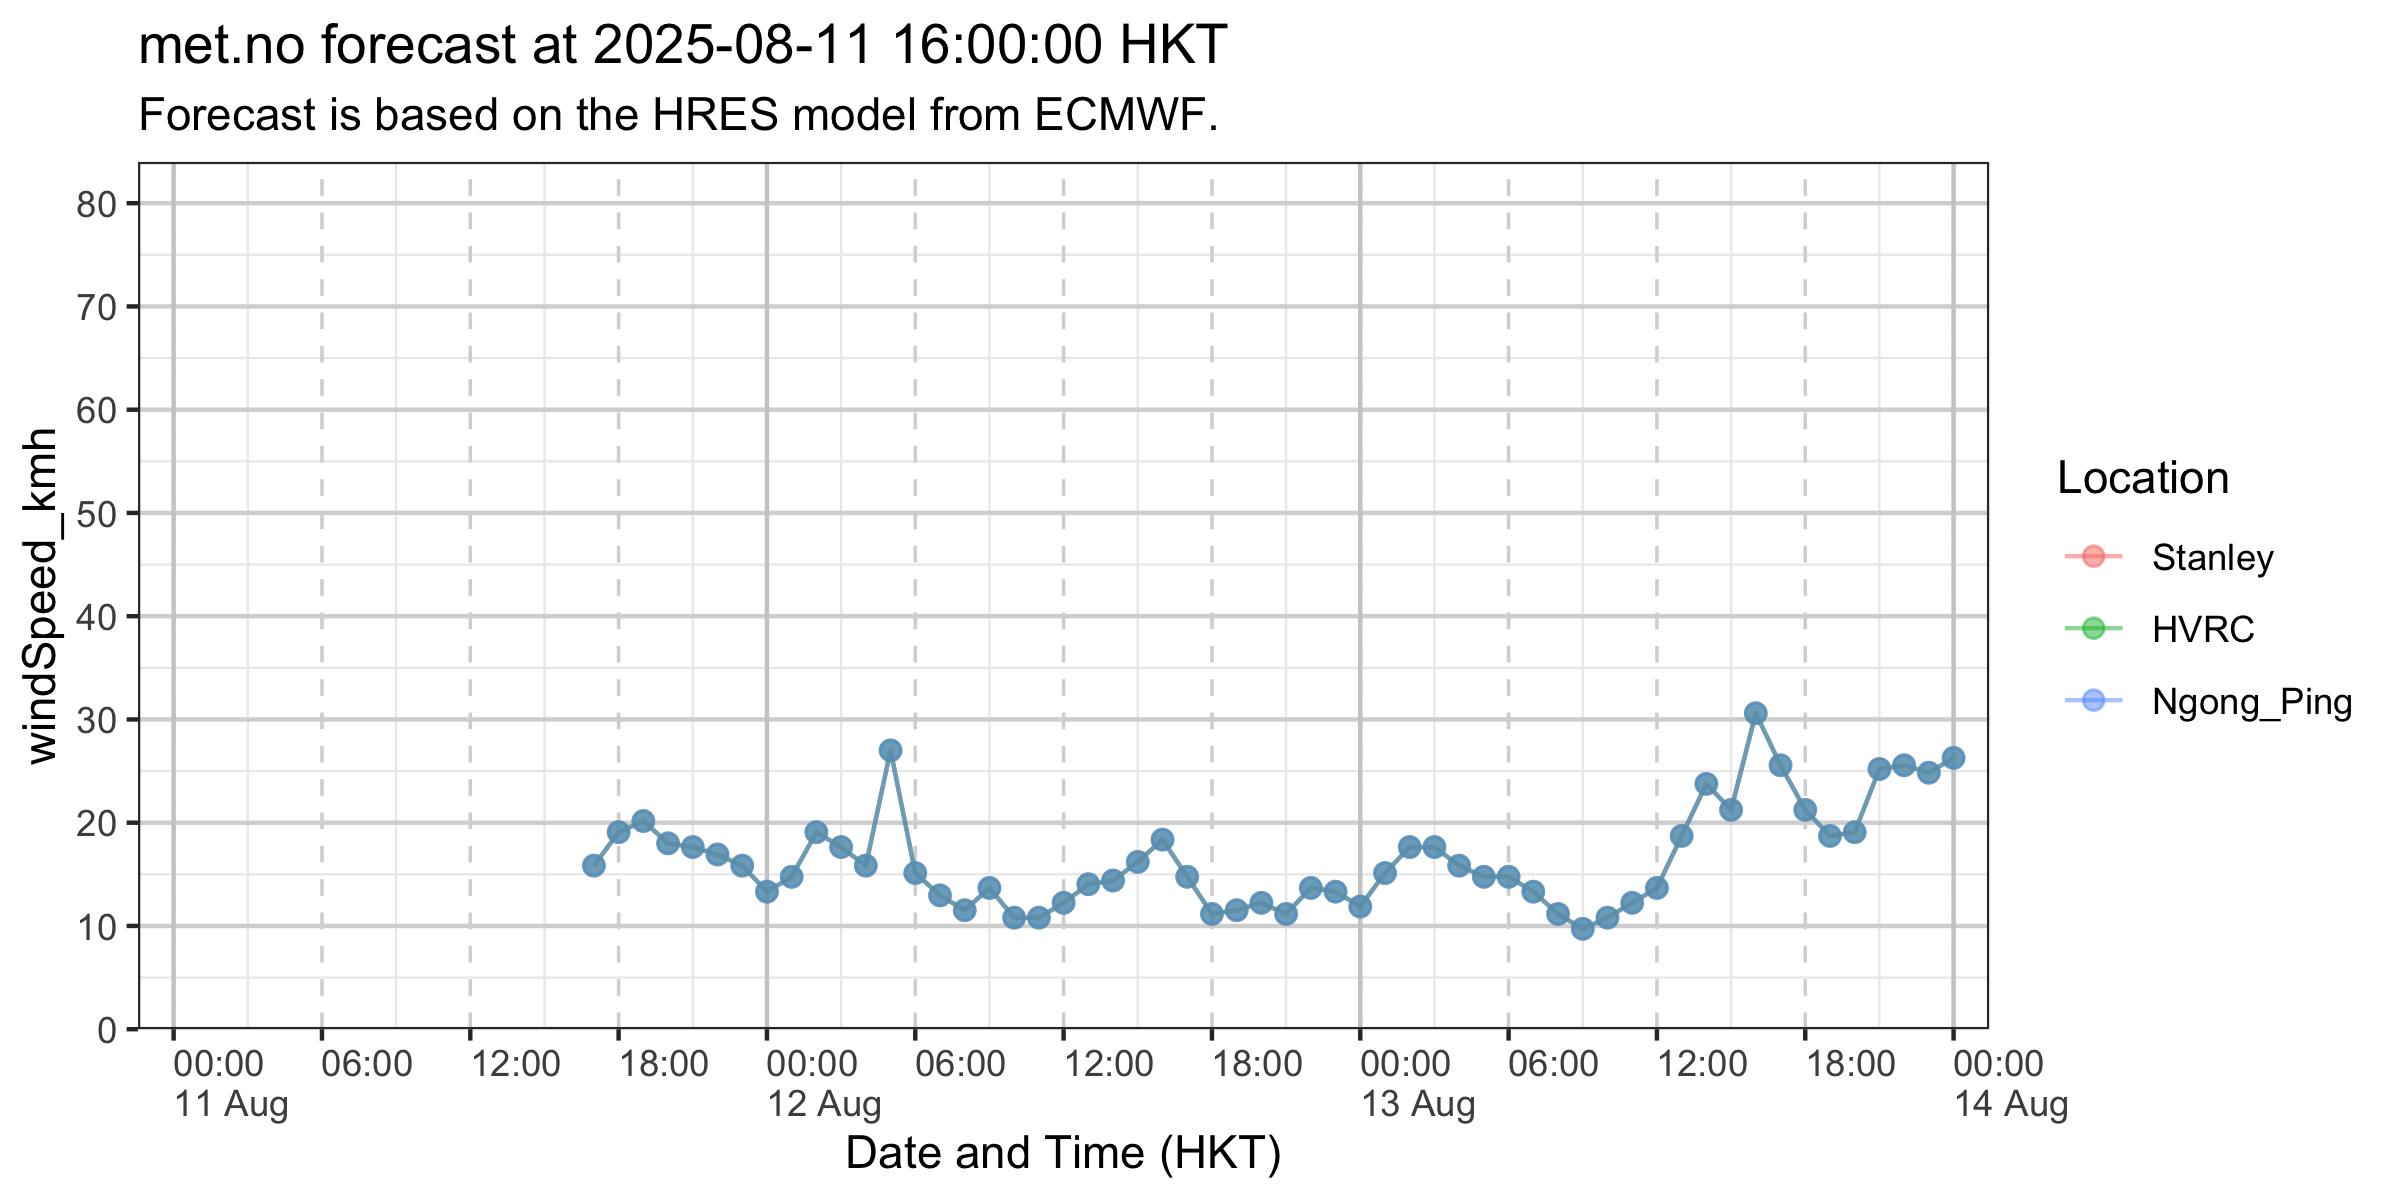 met.no forecast at 2025-08-11 16:00:00 HKT
Forecast is based on the HRES model from ECMWF.
windSpeed_kmh
80
70
60
50
40
30
20
10
0
00:00 06:00 12:00 18:00 00:00 06:00 12:00 18:00 00:00 06:00 12:00 18:00 00:00
11 Aug 12 Aug 13 Aug 14 Aug
Date and Time (HKT)
Location
Stanley
HVRC
Ngong_Ping